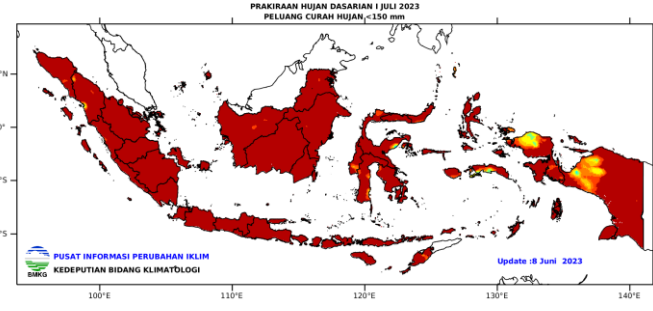 PRAKIRAAN HUJAN DASARIAN I JULI 2023
PELUANG CURAH HUJAN <150 mm
°N
°
°S
°S
PUSAT INFORMASI PERUBAHAN IKLIM
KEDEPUTIAN BIDANG KLIMATOLOGI
BMKG
Update :8 Juni 2023
100°E 110°E 120°E 130°E 140°E